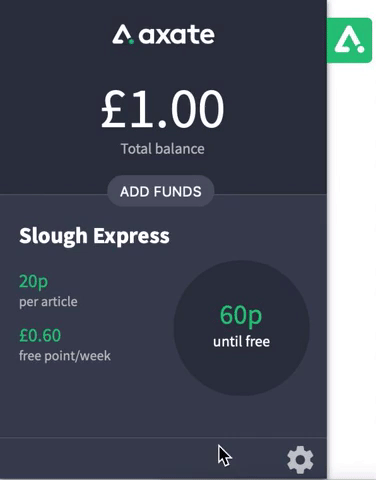 axate
£1.00
Total balance
ADD FUNDS
Slough Express
20p
per article
£0.60
free point/week
60p
until free